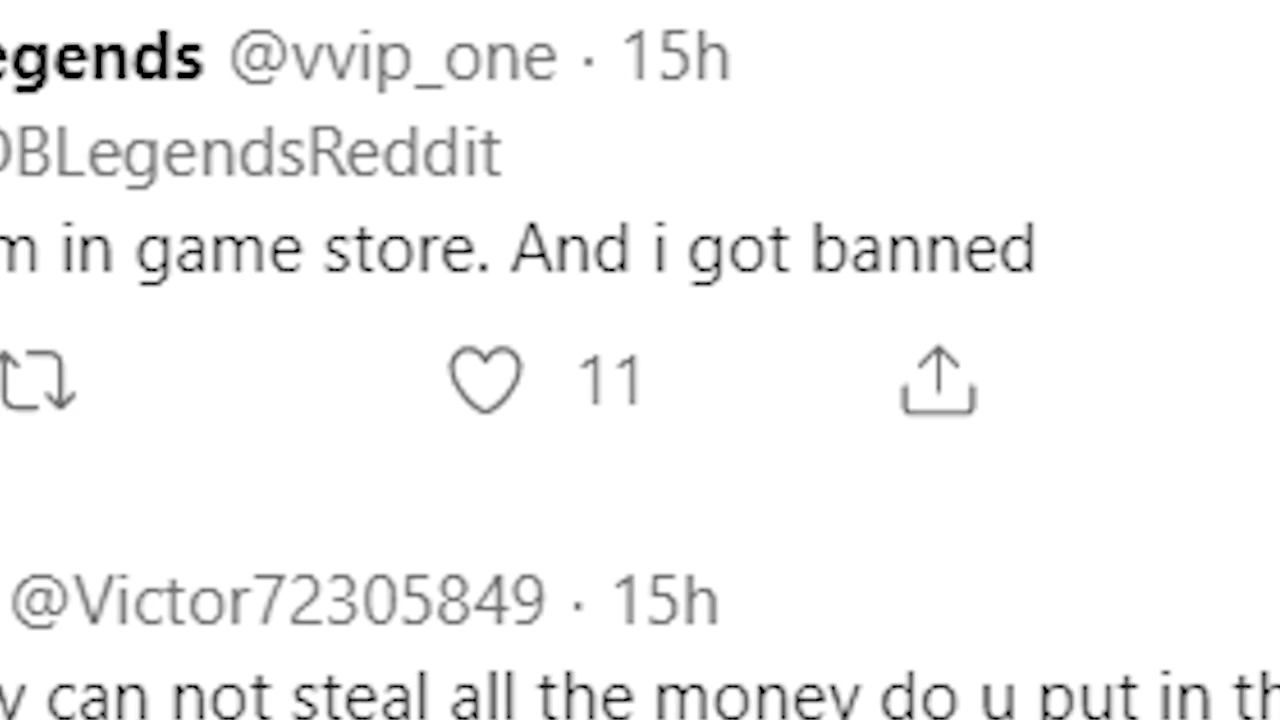 egends @vvip_one · 15h
DBLegendsReddit
m in game store. And i got banned
11
@Victor72305849 · 15h
y can not steal all the money do u put in th